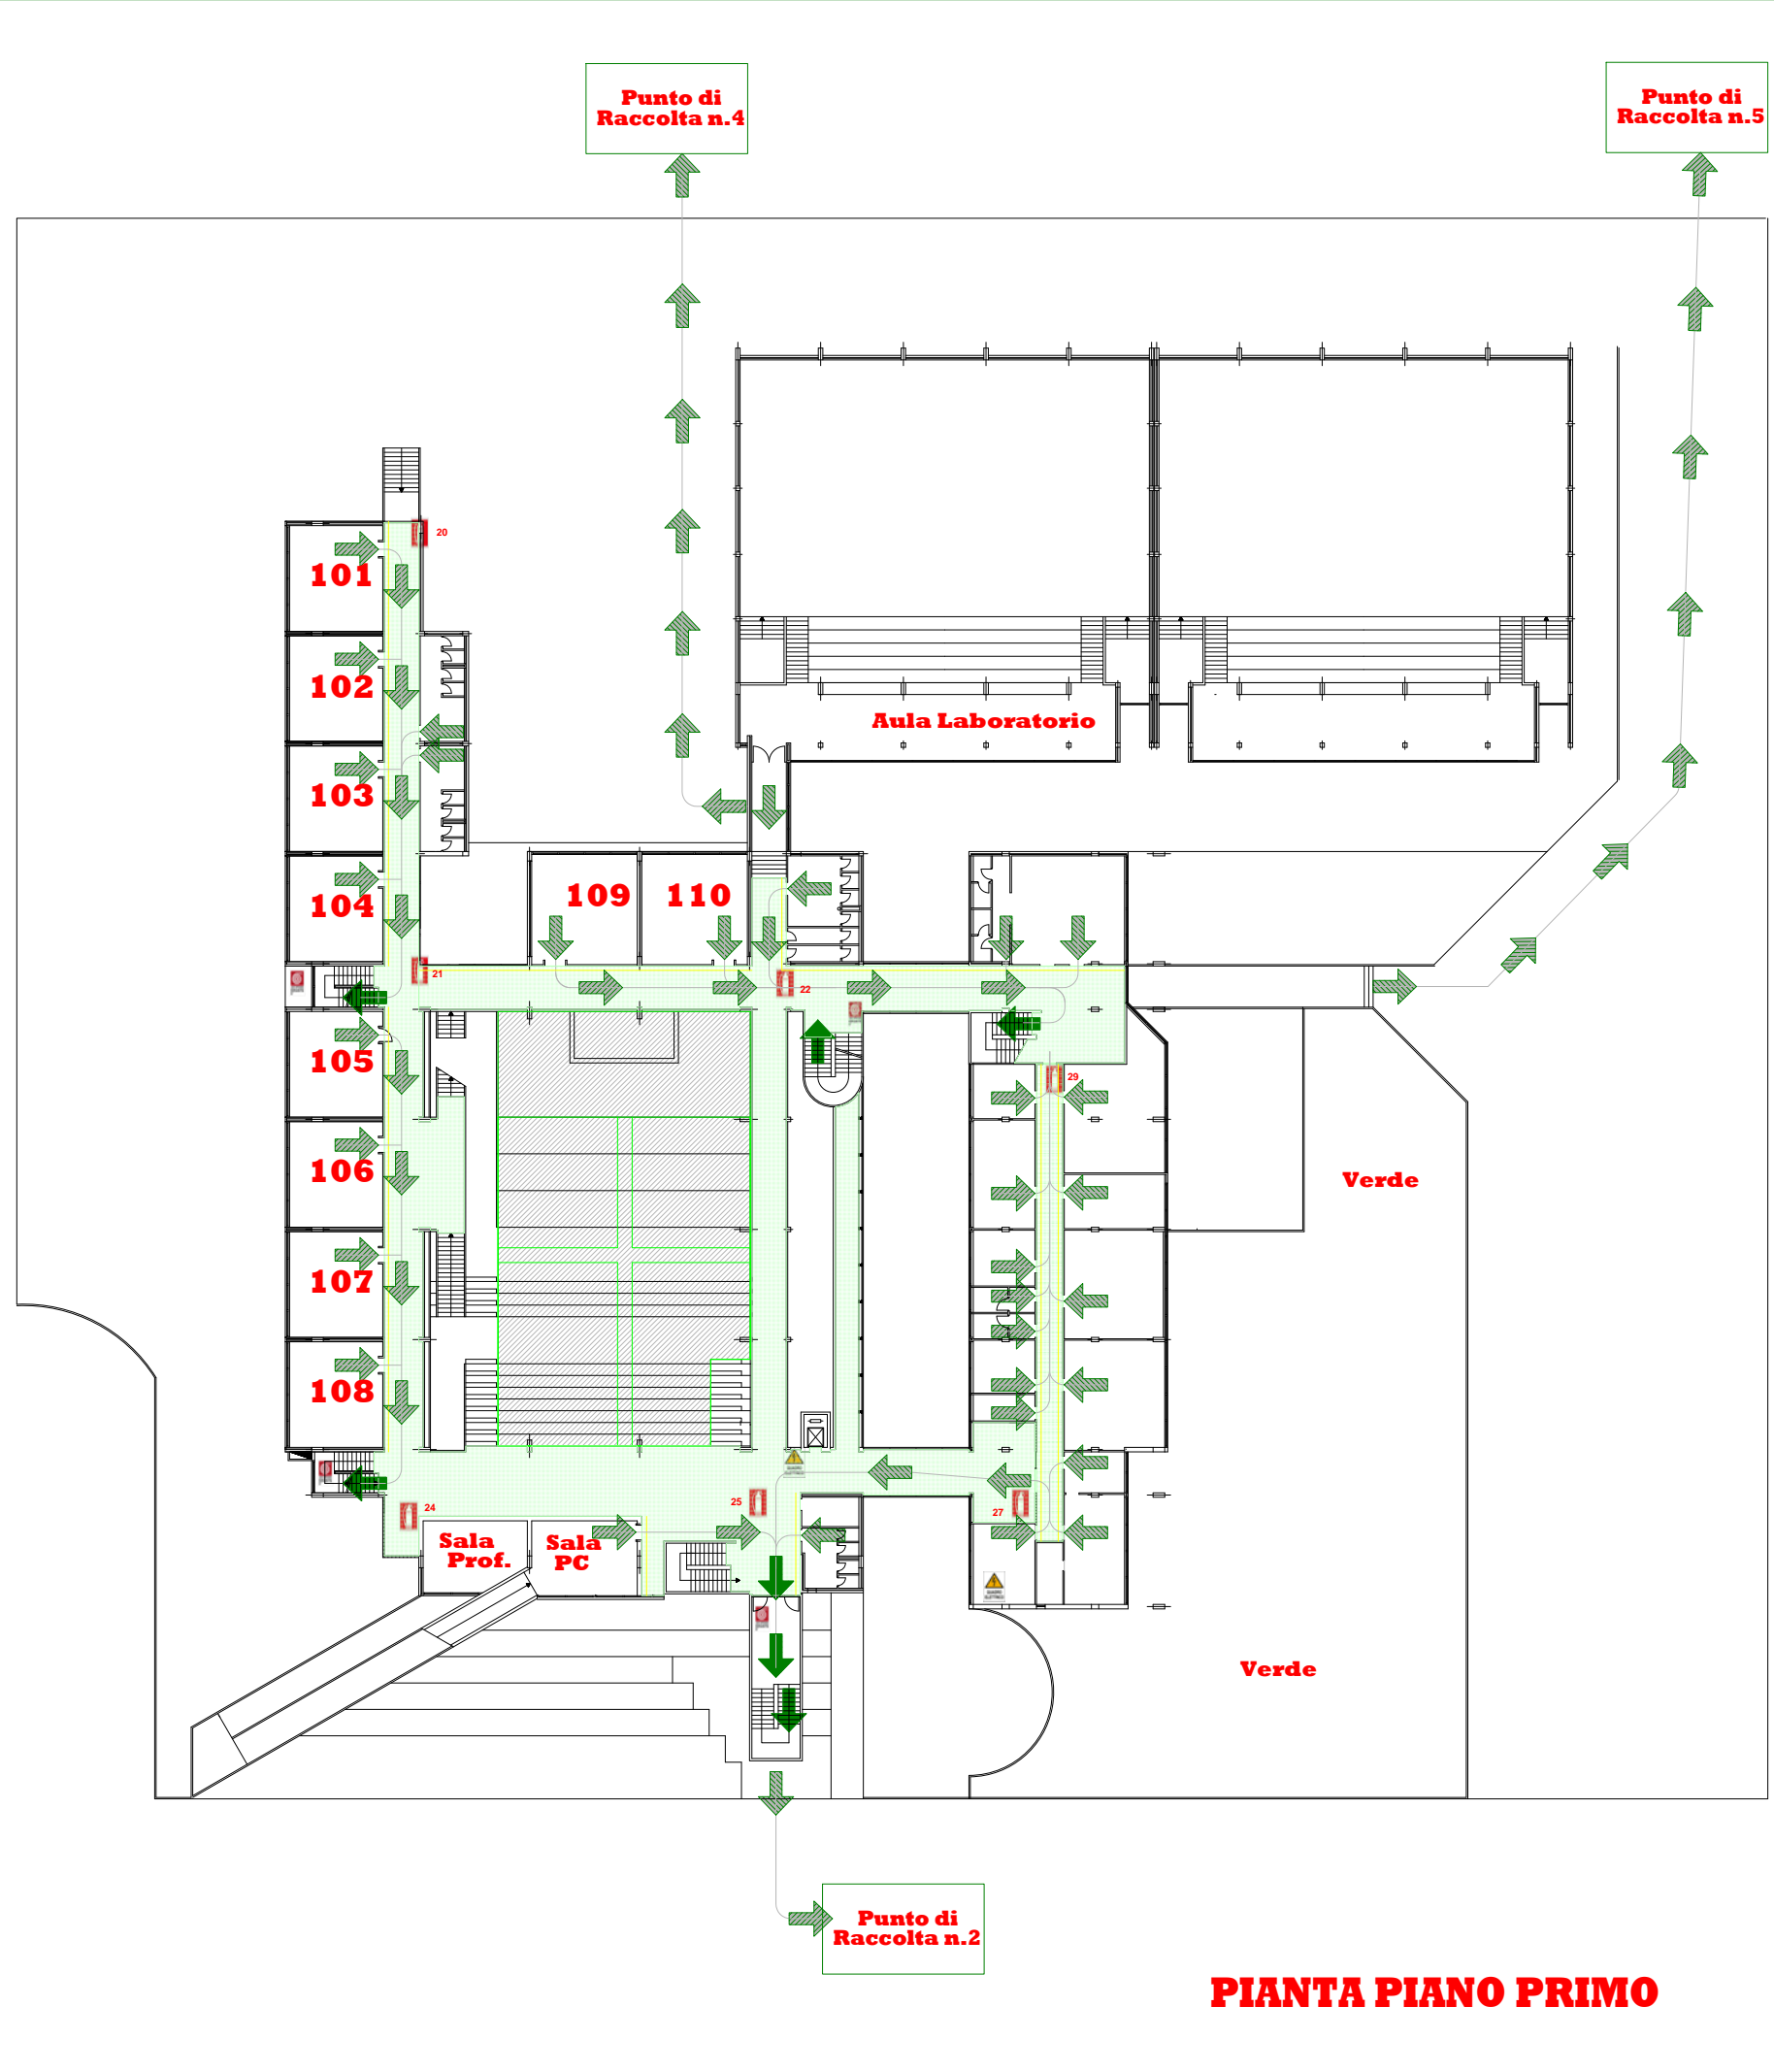 Punto di
Raccolta n.4
Punto di
Raccolta n.5
20
101
102
103
Aula Laboratorio
104
109
110
21
22
105
29
106
Verde
107
108
24
25
27
Sala
Prof.
Sala
PC
Verde
Punto di
Raccolta n.2
PIANTA PIANO PRIMO